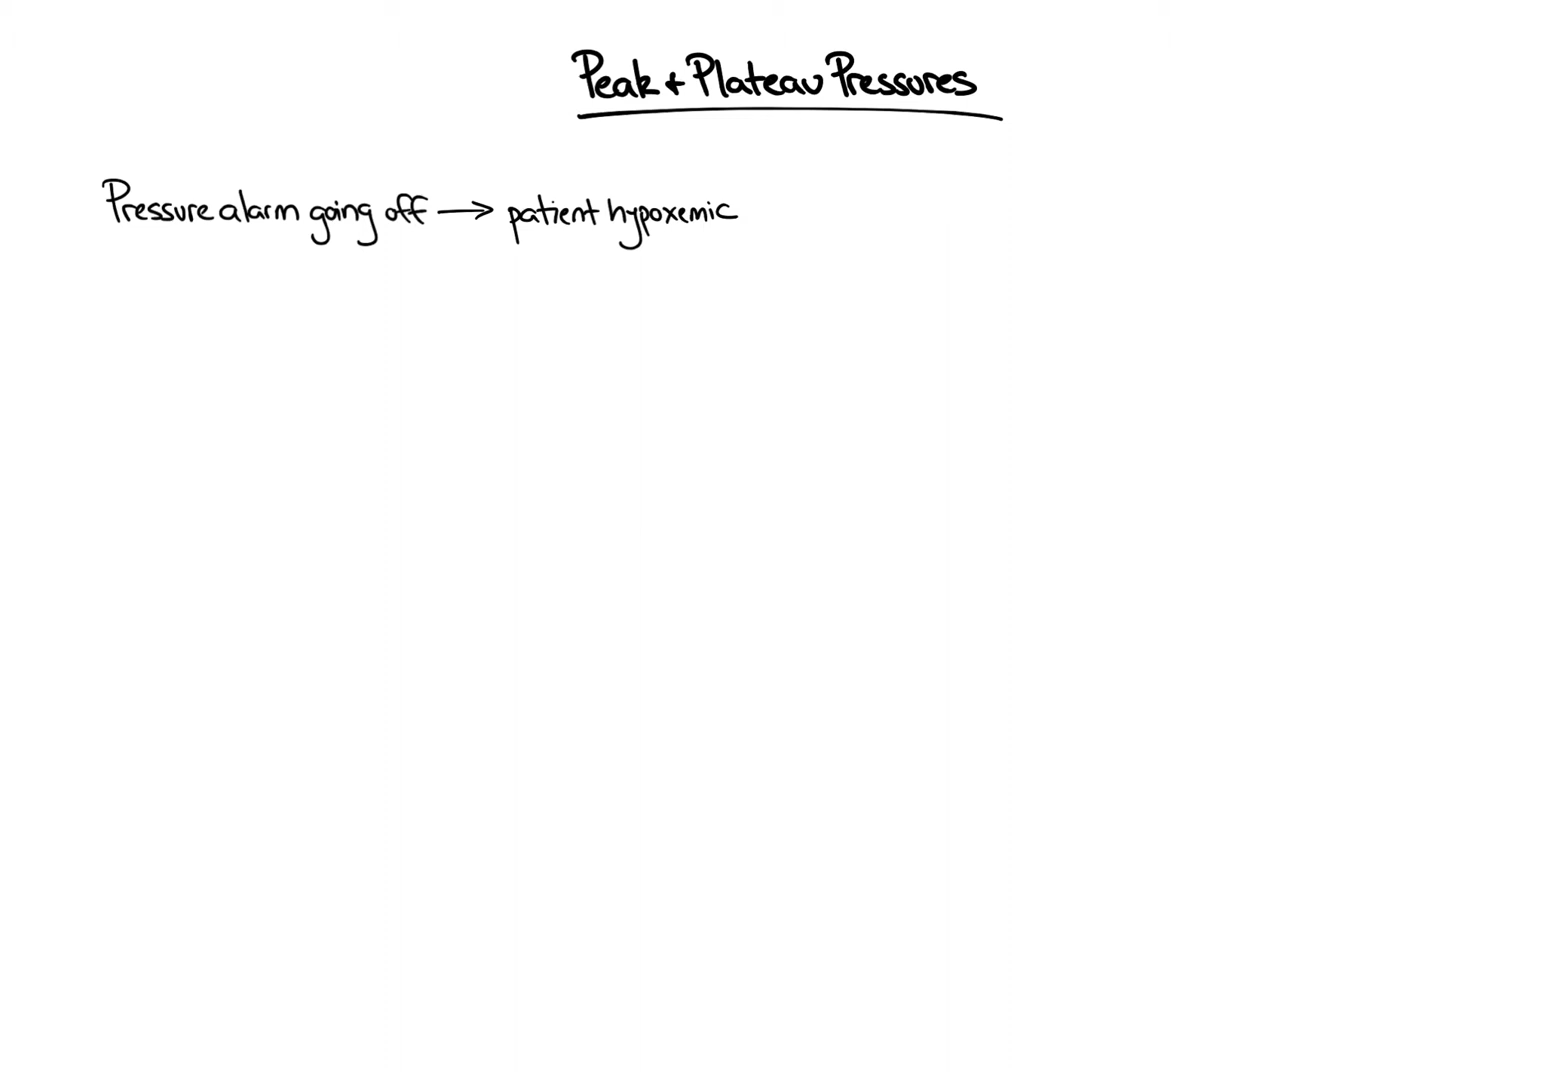 Peak + Plateau Pressures
Pressure alarm going off → patient hypoxemic